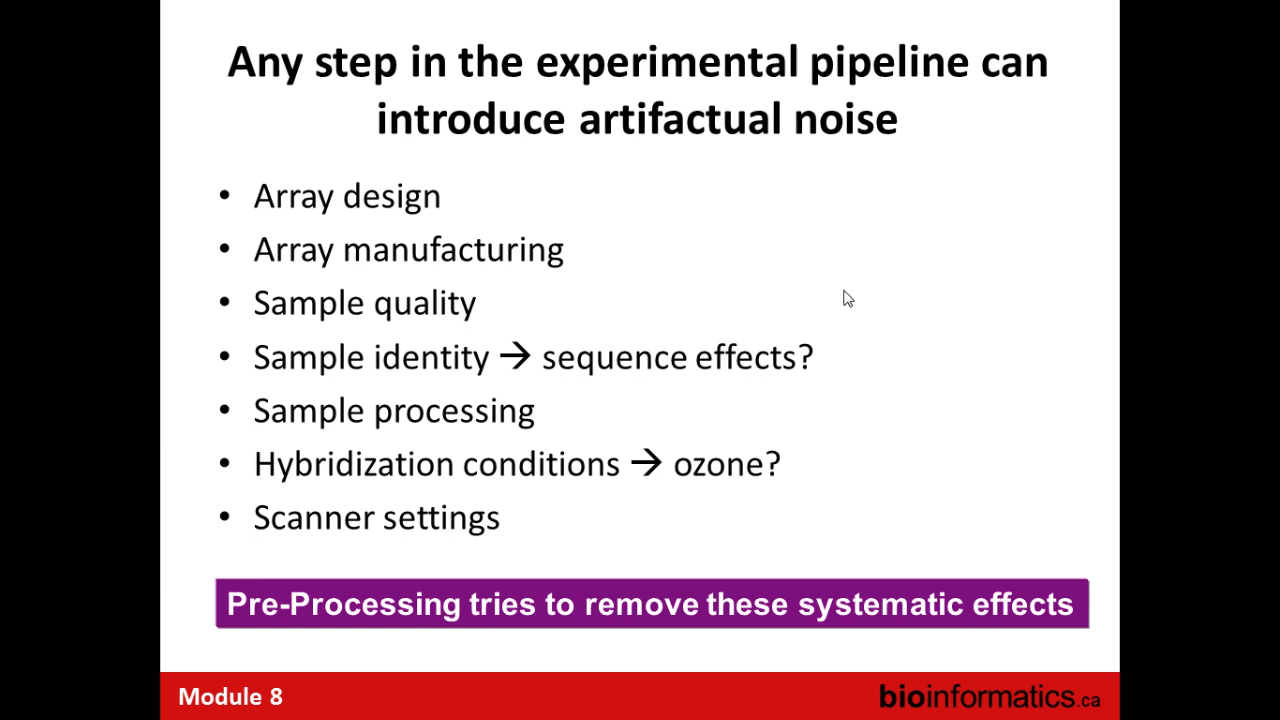 Any step in the experimental pipeline can
introduce artifactual noise
• Array design
• Array manufacturing
• Sample quality
• Sample identity → sequence effects?
• Sample processing
• Hybridization conditions → ozone?
• Scanner settings
Pre-Processing tries to remove these systematic effects
Module 8
bioinformatics.ca